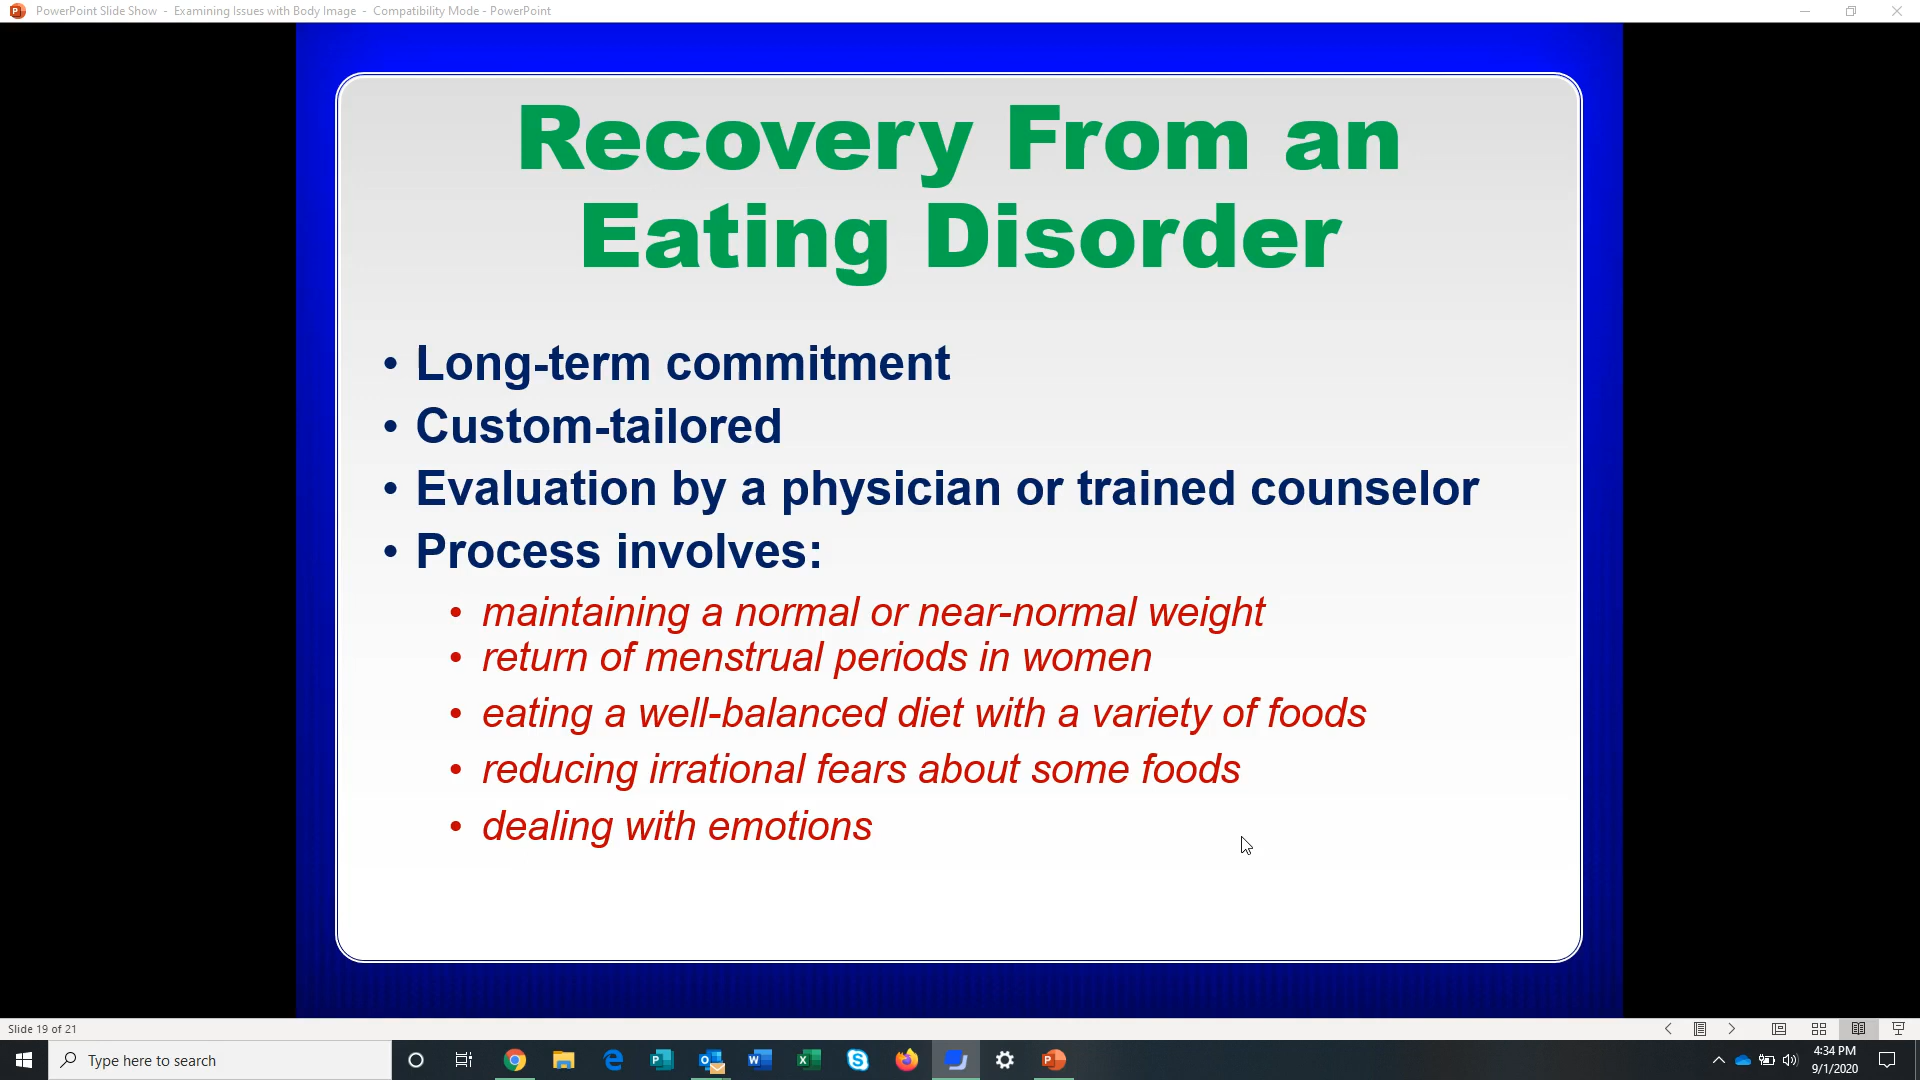 PowerPoint Slide Show - Examining Issues with Body Image - Compatibility Mode - PowerPoint
Recovery From an
Eating Disorder
• Long-term commitment
• Custom-tailored
• Evaluation by a physician or trained counselor
• Process involves:
• maintaining a normal or near-normal weight
• return of menstrual periods in women
• eating a well-balanced diet with a variety of foods
• reducing irrational fears about some foods
• dealing with emotions
Slide 19 of 21
Type here to search
4:34 PM
9/1/2020